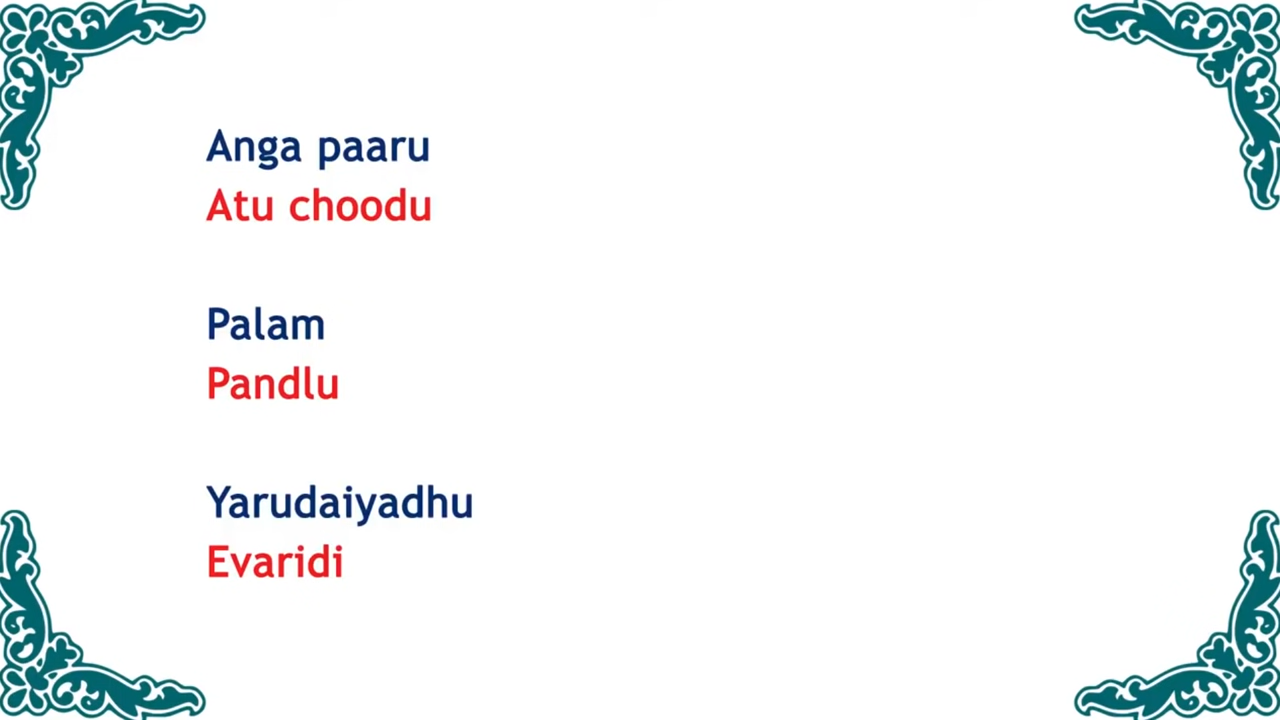 Anga paaru
Atu choodu
Palam
Pandlu
Yarudaiyadhu
Evaridi